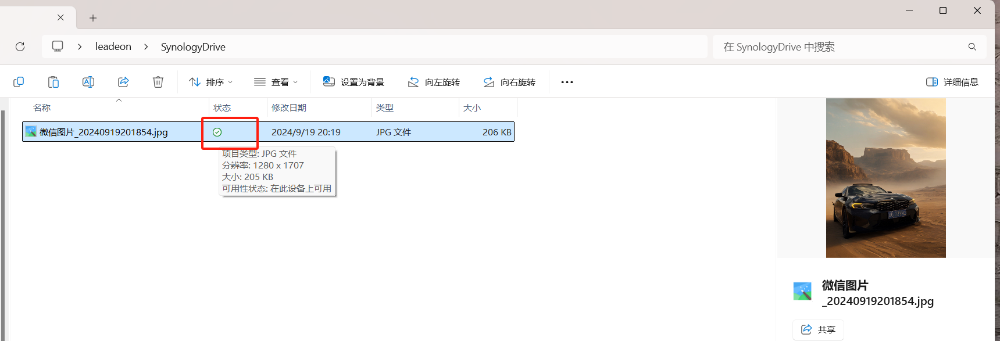 leadeon
SynologyDrive
在 SynologyDrive 中搜索
排序
查看
设置为背景
向左旋转
向右旋转
详细信息
名称
状态
修改日期
类型
大小
微信图片_20240919201854.jpg
2024/9/19 20:19
JPG 文件
206 KB
项目类型: JPG 文件
分辨率: 1280 x 1707
大小: 205 KB
可用性状态: 在此设备上可用
微信图片
_20240919201854.jpg
共享